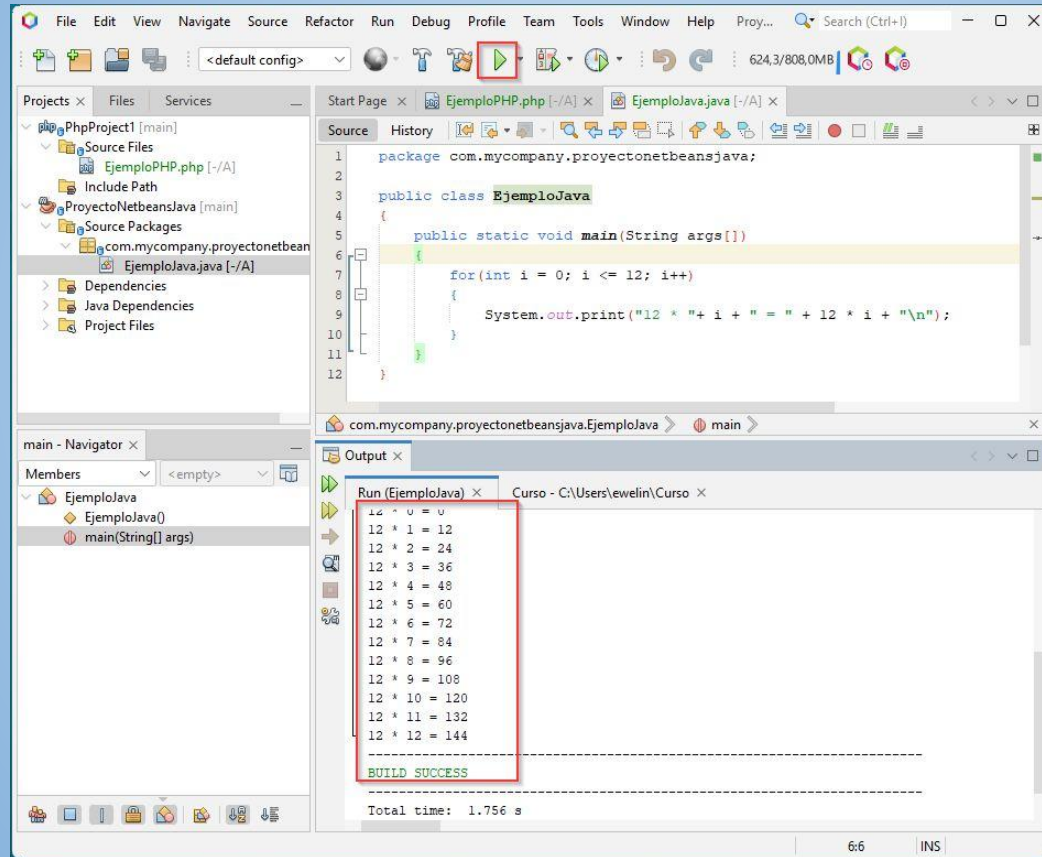 File Edit View Navigate Source Refactor Run Debug Profile Team Tools Window Help Proy... Search (Ctrl+I)
<default config> 624,3/808,0MB
Projects Files Services
PhpProject1 [main]
Source Files
EjemploPHP.php [-/A]
Include Path
ProyectoNetbeansJava [main]
Source Packages
com.mycompany.proyectonetbean
EjemploJava.java [-/A]
Dependencies
Java Dependencies
Project Files
Start Page EjemploPHP.php [-/A] EjemploJava.java [-/A]
Source History
1 package com.mycompany.proyectonetbeansjava;
2
3 public class EjemploJava
4 {
5 public static void main(String args[])
6 {
7 for(int i = 0; i <= 12; i++)
8 {
9 System.out.print("12 * "+ i + " = " + 12 * i + "\n");
10 }
11 }
12 }
com.mycompany.proyectonetbeansjava.EjemploJava main
main - Navigator
Members <empty>
EjemploJava
EjemploJava()
main(String[] args)
Output
Run (EjemploJava) Curso - C:\Users\ewelin\Curso
12 * 0 = 0
12 * 1 = 12
12 * 2 = 24
12 * 3 = 36
12 * 4 = 48
12 * 5 = 60
12 * 6 = 72
12 * 7 = 84
12 * 8 = 96
12 * 9 = 108
12 * 10 = 120
12 * 11 = 132
12 * 12 = 144
------------------------------------------------------------------------
BUILD SUCCESS
------------------------------------------------------------------------
Total time: 1.756 s
6:6 INS